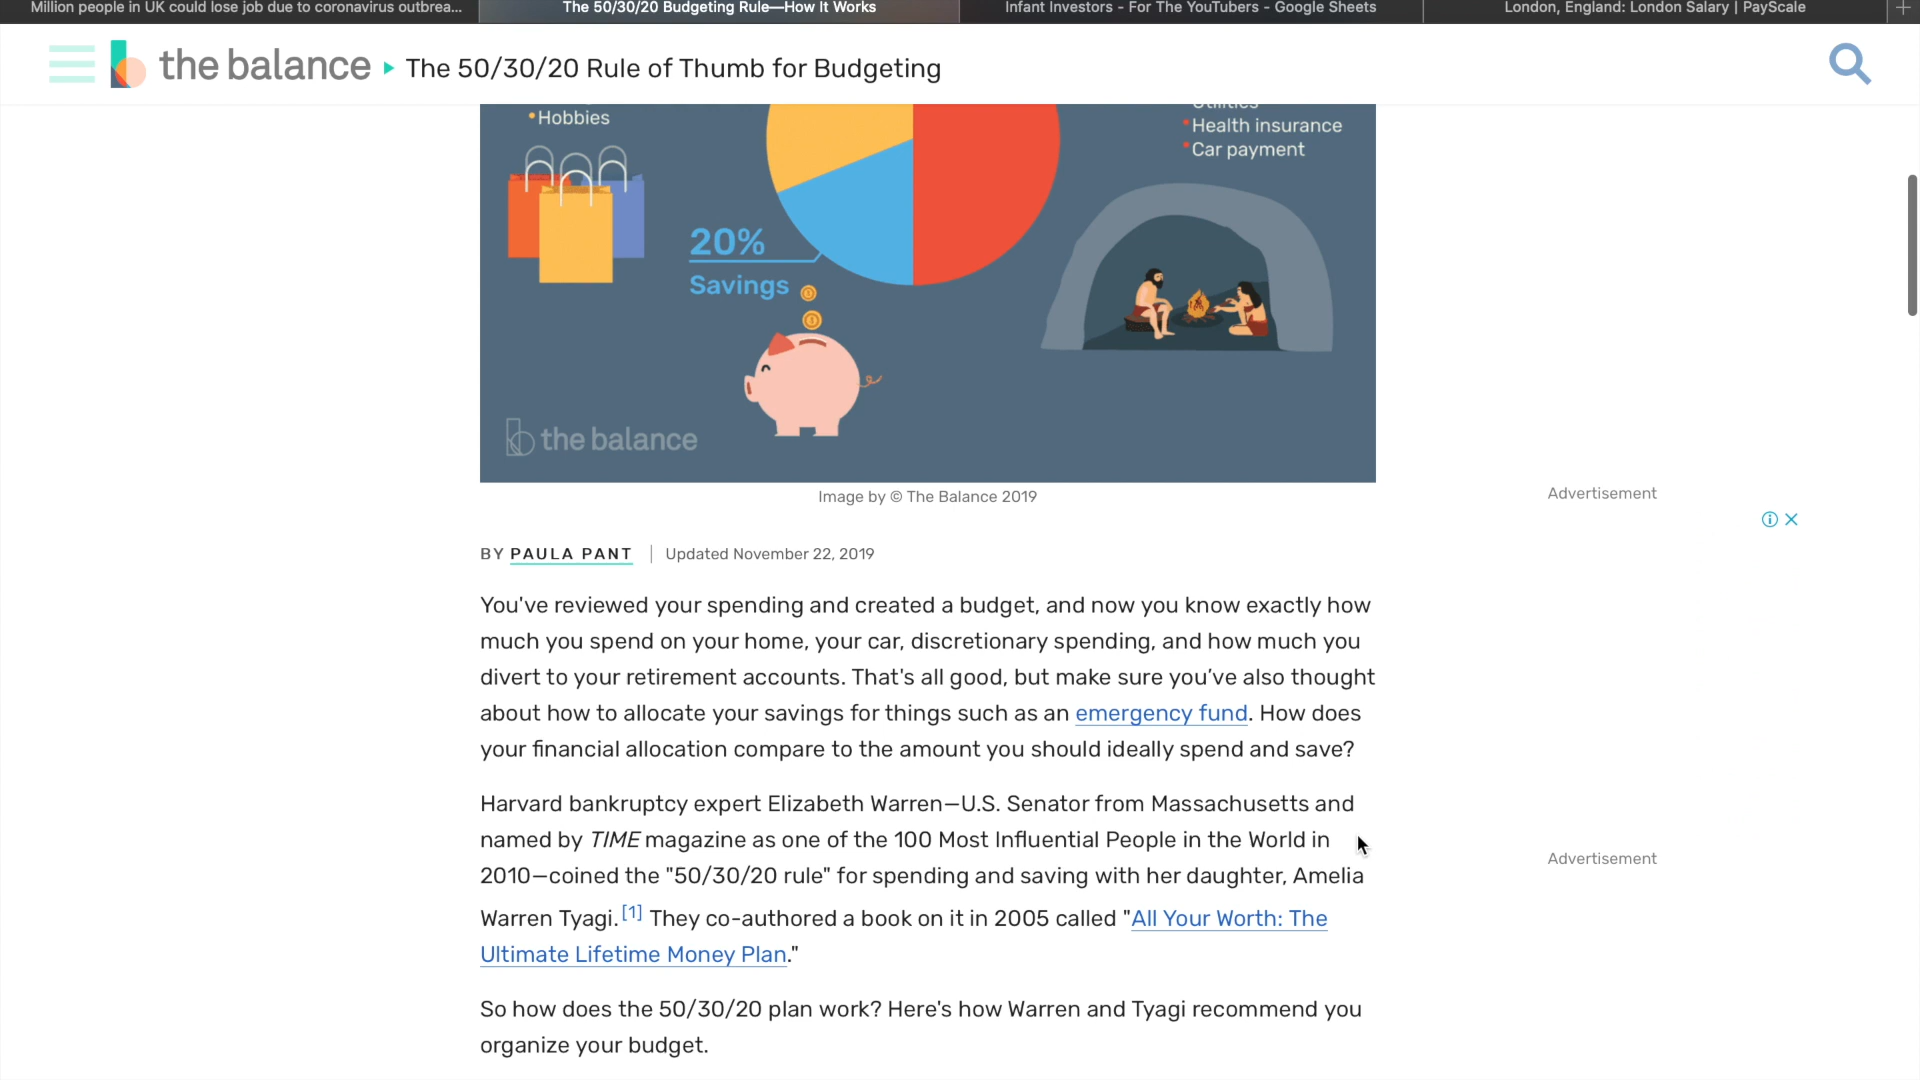 Million people in UK could lose job due to coronavirus outbrea...
The 50/30/20 Budgeting Rule—How It Works
Infant Investors - For The YouTubers - Google Sheets
London, England: London Salary | PayScale
the balance
The 50/30/20 Rule of Thumb for Budgeting
Hobbies
Utilities
Health insurance
Car payment
20%
Savings
the balance
Image by © The Balance 2019
Advertisement
BY PAULA PANT | Updated November 22, 2019
You've reviewed your spending and created a budget, and now you know exactly how
much you spend on your home, your car, discretionary spending, and how much you
divert to your retirement accounts. That's all good, but make sure you’ve also thought
about how to allocate your savings for things such as an emergency fund. How does
your financial allocation compare to the amount you should ideally spend and save?
Harvard bankruptcy expert Elizabeth Warren—U.S. Senator from Massachusetts and
named by TIME magazine as one of the 100 Most Influential People in the World in
2010—coined the "50/30/20 rule" for spending and saving with her daughter, Amelia
Warren Tyagi.[1] They co-authored a book on it in 2005 called "All Your Worth: The
Ultimate Lifetime Money Plan."
Advertisement
So how does the 50/30/20 plan work? Here's how Warren and Tyagi recommend you
organize your budget.